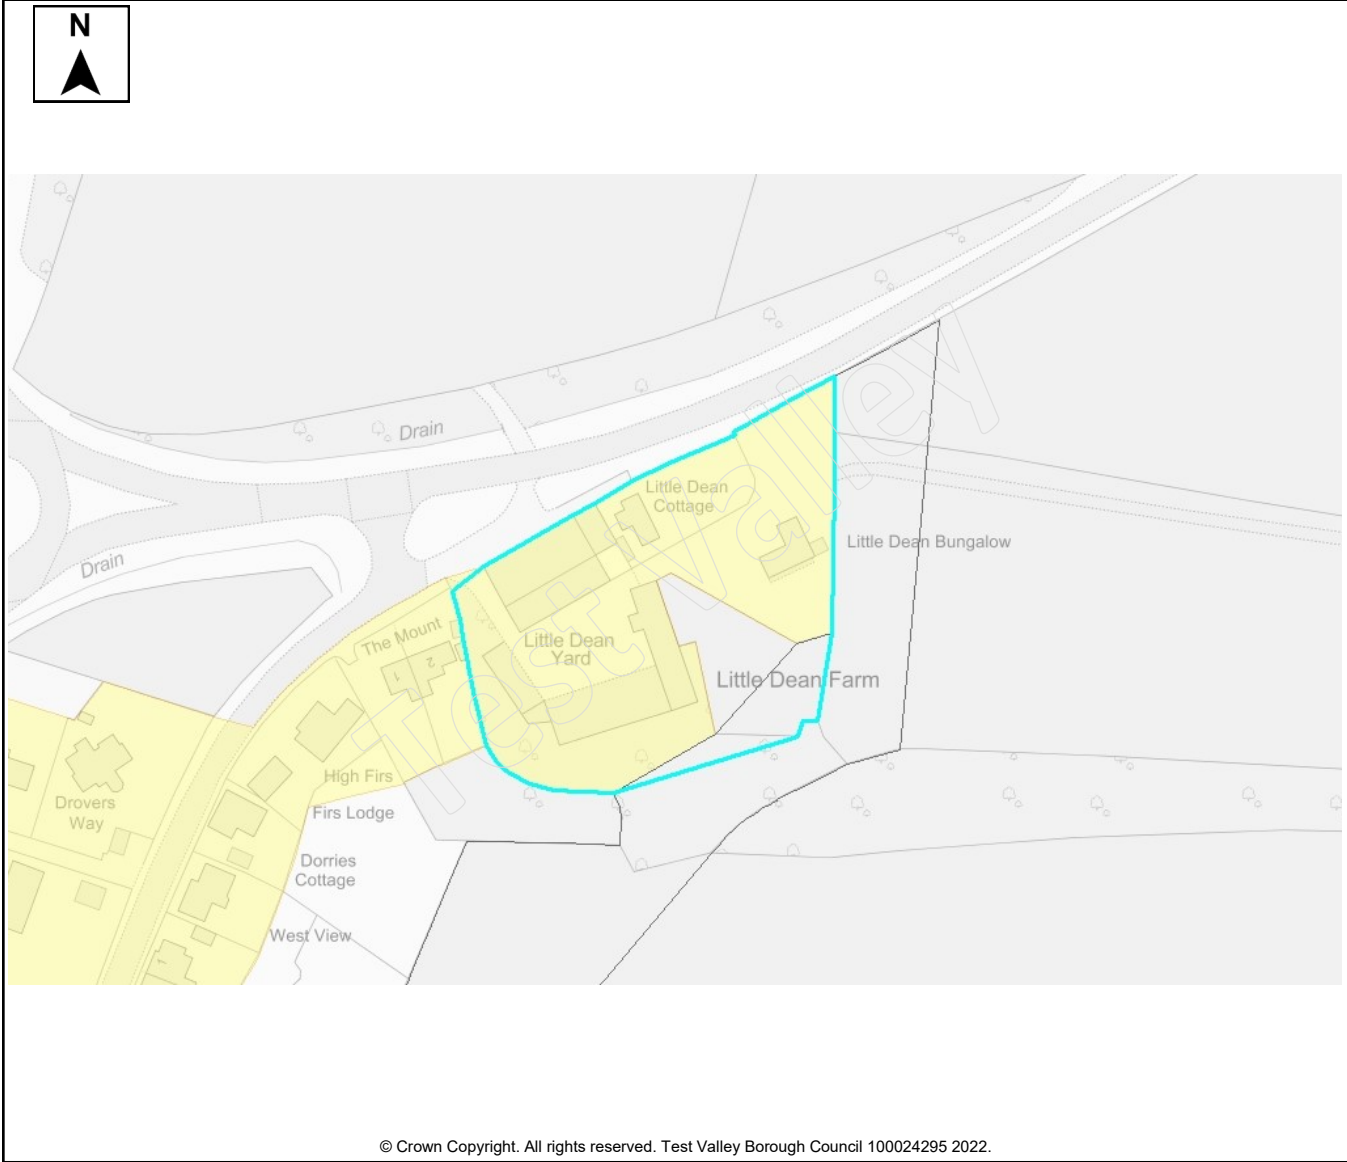 N
Drain
Little Dean
Cottage
Little Dean Bungalow
Drain
The Mount
Little Dean
Yard
2
1
Little Dean Farm
High Firs
Drovers
Way
Firs Lodge
Dorries
Cottage
West View
1
Test Valley
© Crown Copyright. All rights reserved. Test Valley Borough Council 100024295 2022.